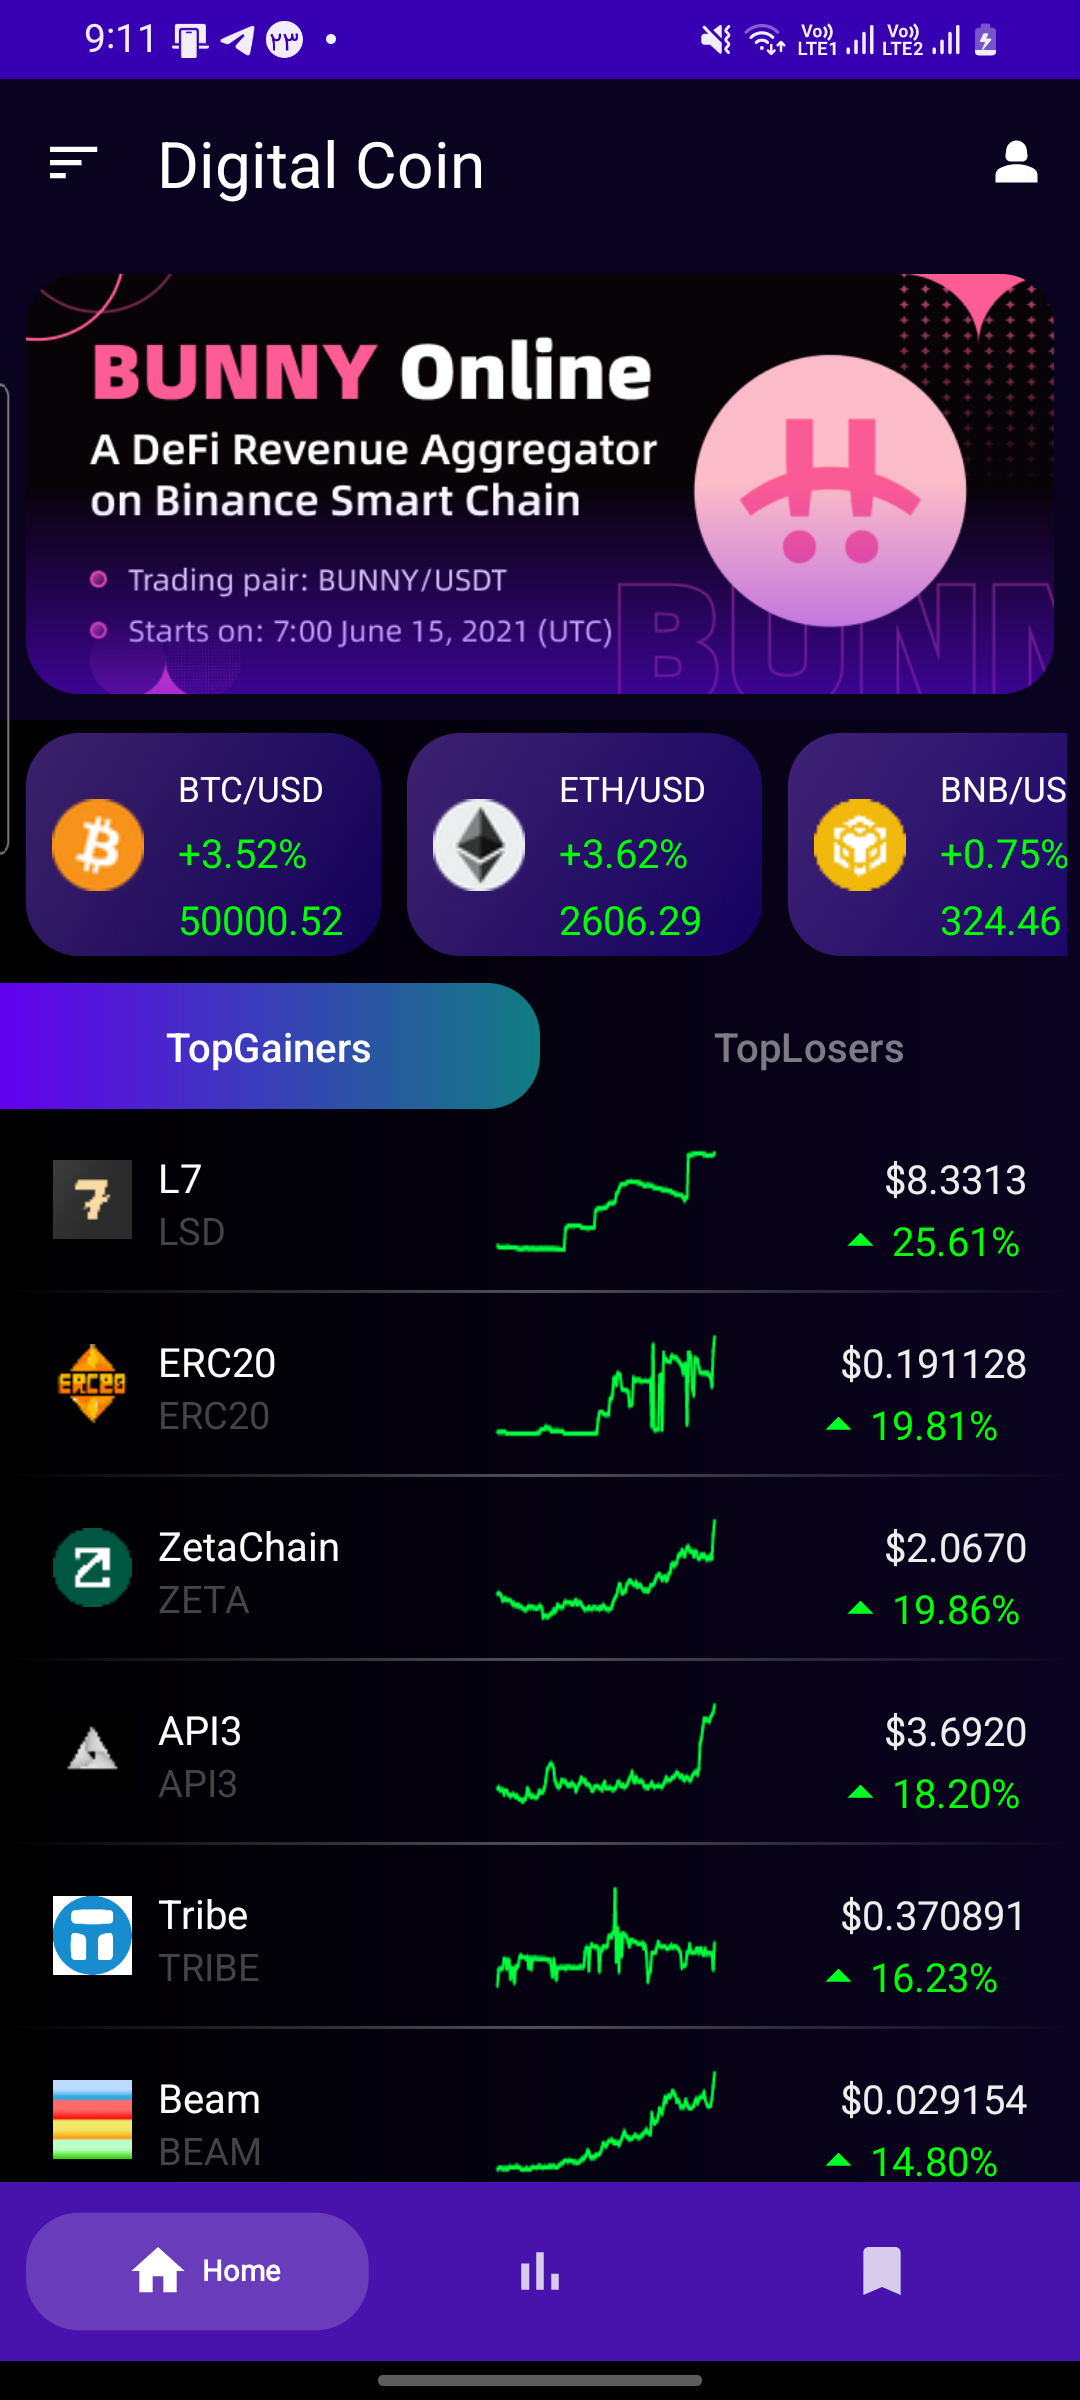 9:11 ۲۳ Vo)) LTE1 Vo)) LTE2
Digital Coin
BUNNY Online
A DeFi Revenue Aggregator
on Binance Smart Chain
Trading pair: BUNNY/USDT
Starts on: 7:00 June 15, 2021 (UTC)
BUNN
BTC/USD
+3.52%
50000.52
ETH/USD
+3.62%
2606.29
BNB/US
+0.75%
324.46
TopGainers
TopLosers
L7
LSD
$8.3313
25.61%
ERC20
ERC20
ERC20
$0.191128
19.81%
ZetaChain
ZETA
$2.0670
19.86%
API3
API3
$3.6920
18.20%
Tribe
TRIBE
$0.370891
16.23%
Beam
BEAM
$0.029154
14.80%
Home